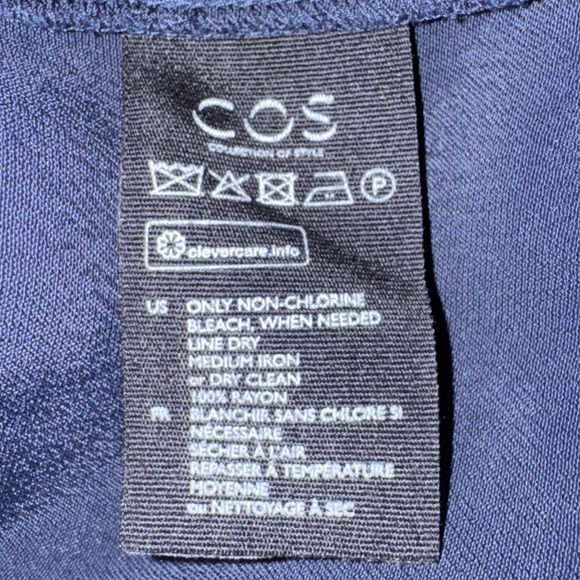 COS
COLLECTION OF STYLE
P
clevercare.info
US ONLY NON-CHLORINE
BLEACH, WHEN NEEDED
LINE DRY
MEDIUM IRON
or DRY CLEAN
100% RAYON
FR BLANCHIR SANS CHLORE SI
NÉCESSAIRE
SÉCHER À L'AIR
REPASSER À TEMPÉRATURE
MOYENNE
ou NETTOYAGE À SEC